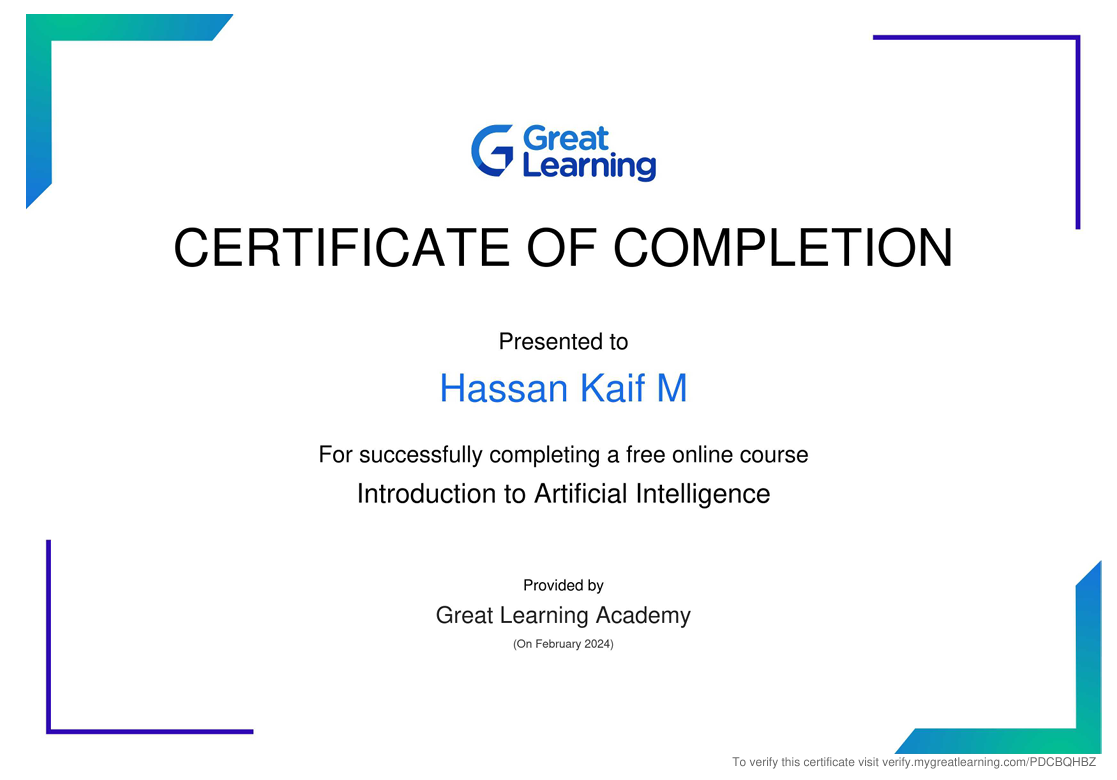 Great
Learning
CERTIFICATE OF COMPLETION
Presented to
Hassan Kaif M
For successfully completing a free online course
Introduction to Artificial Intelligence
Provided by
Great Learning Academy
(On February 2024)
To verify this certificate visit verify.mygreatlearning.com/PDCBQHBZ